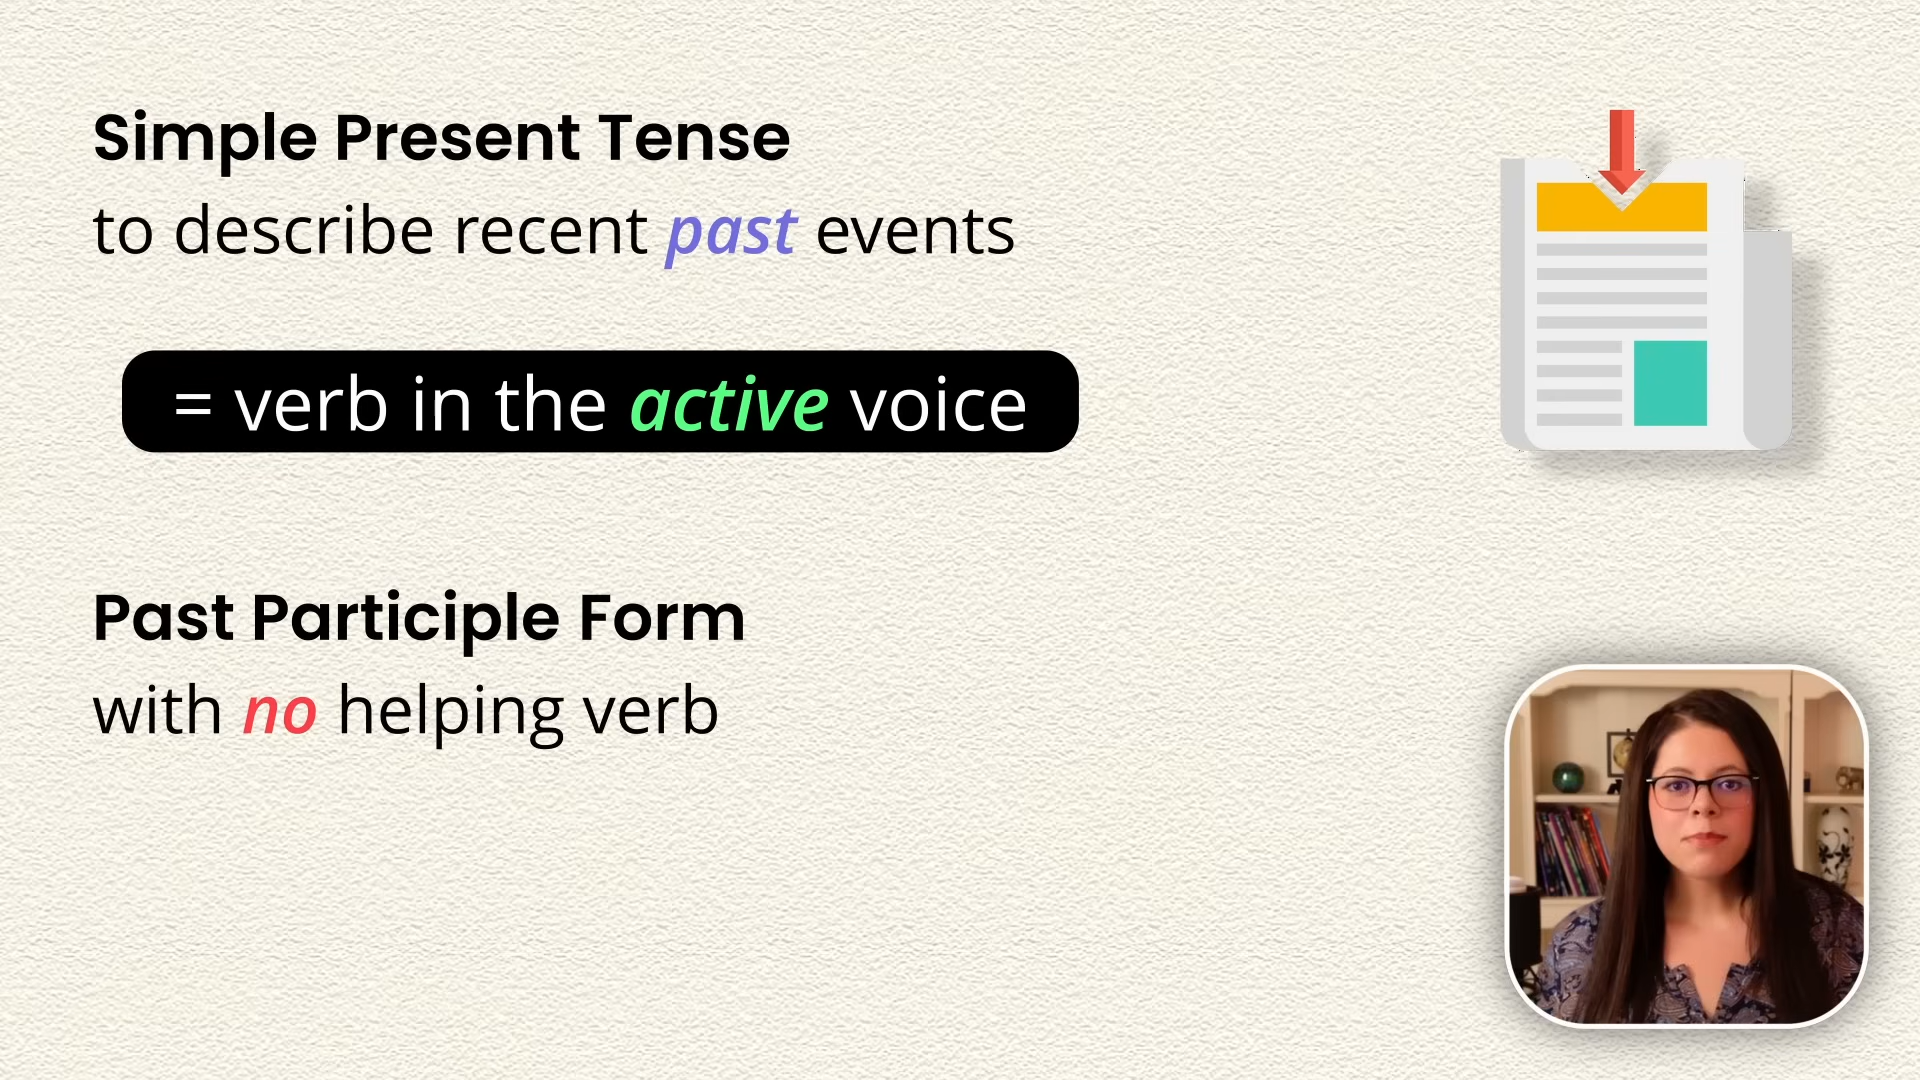 Simple Present Tense
to describe recent past events
= verb in the active voice
Past Participle Form
with no helping verb